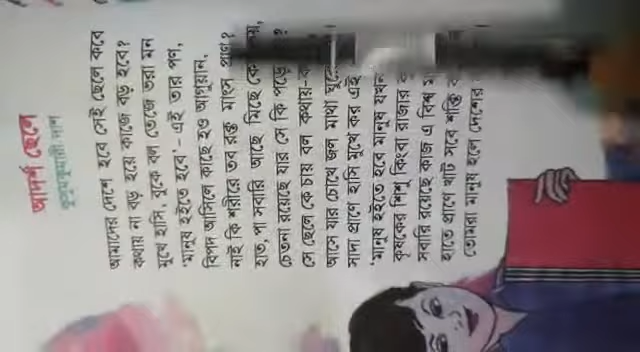 আদর্শ ছেলে
কুসুমকুমারী দাশ
আমাদের দেশে হবে সেই ছেলে কবে
কথায় না বড় হয়ে কাজে বড় হবে?
মুখে হাসি, বুকে বল তেজে ভরা মন
'মানুষ হইতে হবে' - এই তার পণ,
বিপদ আসিলে কাছে হও আগুয়ান,
নাই কি শরীরে তব রক্ত মাংস প্রাণ?
হাত, পা সবারি আছে মিছে কেন
চেতনা রয়েছে যার সে কি পড়ে ?
সে ছেলে কে চায় বল কথায়-ক
আসে যার চোখে জল মাথা ঘুরে
সাদা প্রাণে হাসি মুখে কর এই
'মানুষ হইতে হবে মানুষ যখন
কৃষকের শিশু কিংবা রাজার
সবারি রয়েছে কাজ এ বিশ্ব
হাতে প্রাণে খাট সবে শক্তি
তোমরা মানুষ হলে দেশের